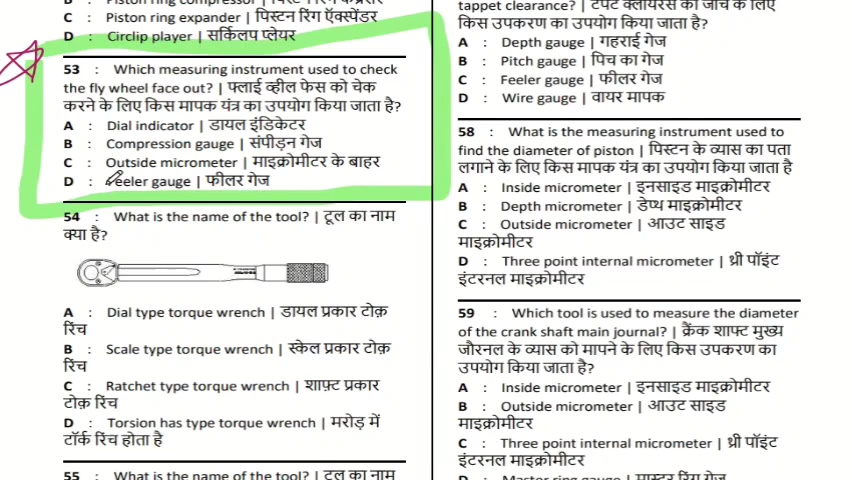 Piston ring compressor |
C : Piston ring expander | पिस्टन रिंग ऍक्स्पेंडर
D : Circlip player | सर्किलप प्लेयर
53 : Which measuring instrument used to check
the fly wheel face out? | फ्लाई व्हील फेस को चेक
करने के लिए किस मापक यंत्र का उपयोग किया जाता है?
A : Dial indicator | डायल इंडिकेटर
B : Compression gauge | संपीड़न गेज
C : Outside micrometer | माइक्रोमीटर के बाहर
D : Feeler gauge | फीलर गेज
54 : What is the name of the tool? | टूल का नाम
क्या है?
A : Dial type torque wrench | डायल प्रकार टोक़
रिंच
B : Scale type torque wrench | स्केल प्रकार टोक़
रिंच
C : Ratchet type torque wrench | शाफ़्ट प्रकार
टोक़ रिंच
D : Torsion has type torque wrench | मरोड़ में
टॉर्क रिंच होता है
55 : What is the name of the tool? | टूल का नाम
tappet clearance? | टैपेट क्लीयरेंस की जांच के लिए
किस उपकरण का उपयोग किया जाता है?
A : Depth gauge | गहराई गेज
B : Pitch gauge | पिच का गेज
C : Feeler gauge | फीलर गेज
D : Wire gauge | वायर मापक
58 : What is the measuring instrument used to
find the diameter of piston | पिस्टन के व्यास का पता
लगाने के लिए किस मापक यंत्र का उपयोग किया जाता है
A : Inside micrometer | इनसाइड माइक्रोमीटर
B : Depth micrometer | डेप्थ माइक्रोमीटर
C : Outside micrometer | आउट साइड
माइक्रोमीटर
D : Three point internal micrometer | थ्री पॉइंट
इंटरनल माइक्रोमीटर
59 : Which tool is used to measure the diameter
of the crank shaft main journal? | क्रैंक शाफ्ट मुख्य
जौरनल के व्यास को मापने के लिए किस उपकरण का
उपयोग किया जाता है?
A : Inside micrometer | इनसाइड माइक्रोमीटर
B : Outside micrometer | आउट साइड
माइक्रोमीटर
C : Three point internal micrometer | थ्री पॉइंट
इंटरनल माइक्रोमीटर
D : Master ring gauge | मास्टर रिंग गेज